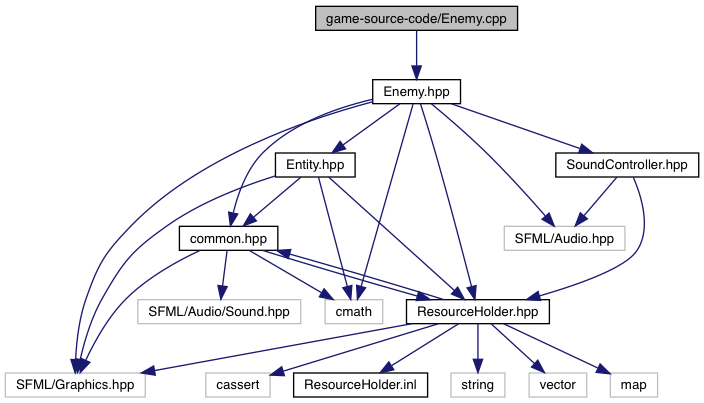 game-source-code/Enemy.cpp
Enemy.hpp
Entity.hpp
SoundController.hpp
common.hpp
SFML/Audio.hpp
SFML/Audio/Sound.hpp
cmath
ResourceHolder.hpp
SFML/Graphics.hpp
cassert
ResourceHolder.inl
string
vector
map